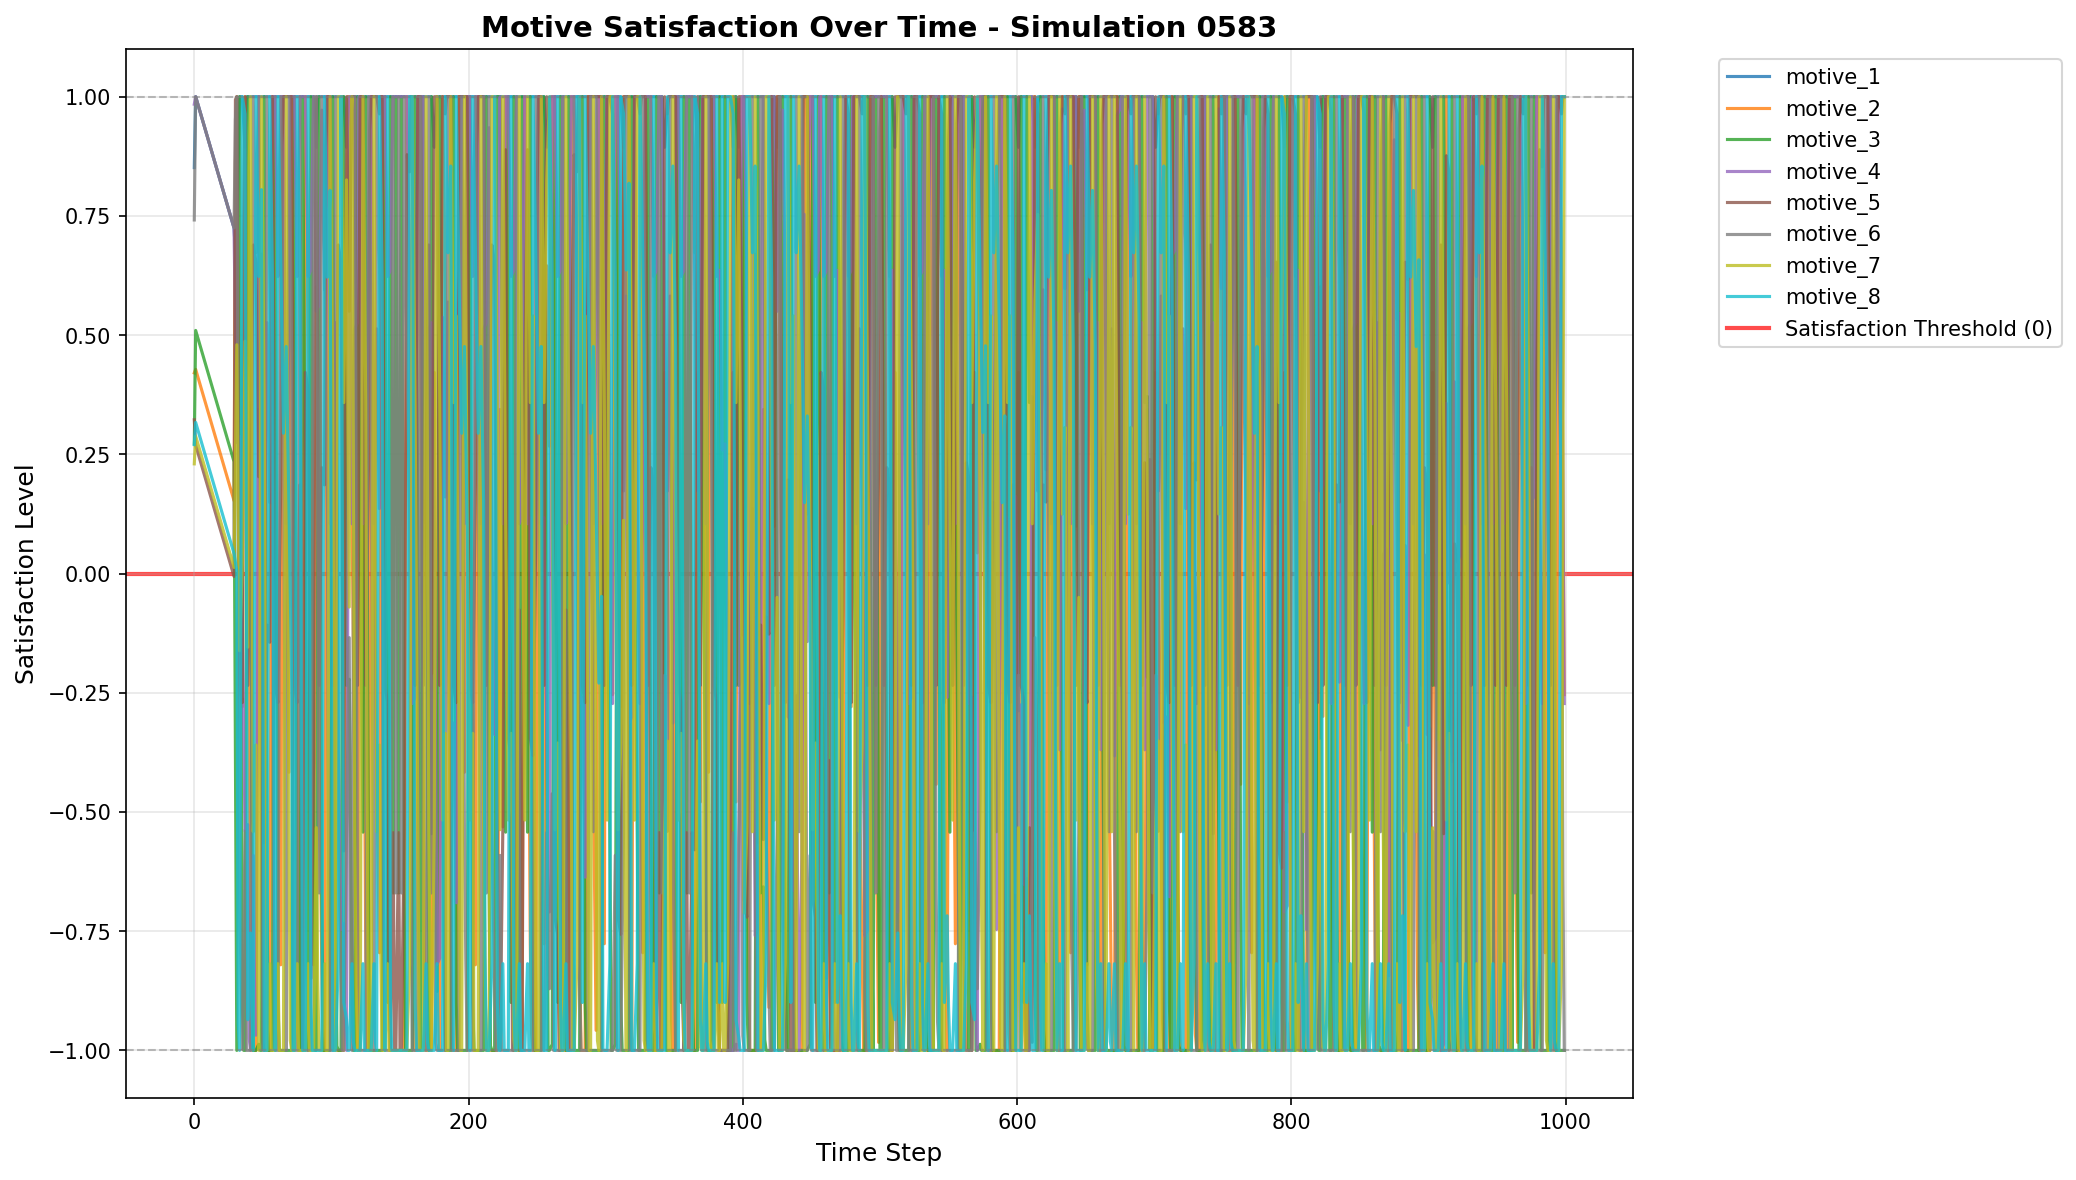 Motive Satisfaction Over Time - Simulation 0583
1.00
0.75
0.50
0.25
0.00
−0.25
−0.50
−0.75
−1.00
Satisfaction Level
0
200
400
600
800
1000
Time Step
motive_1
motive_2
motive_3
motive_4
motive_5
motive_6
motive_7
motive_8
Satisfaction Threshold (0)